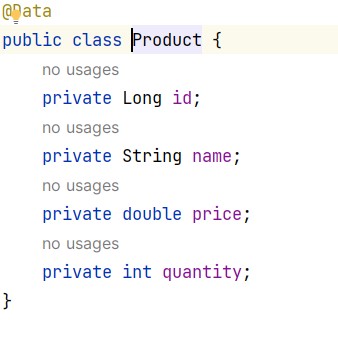 @Data
public class Product {
no usages
private Long id;
no usages
private String name;
no usages
private double price;
no usages
private int quantity;
}